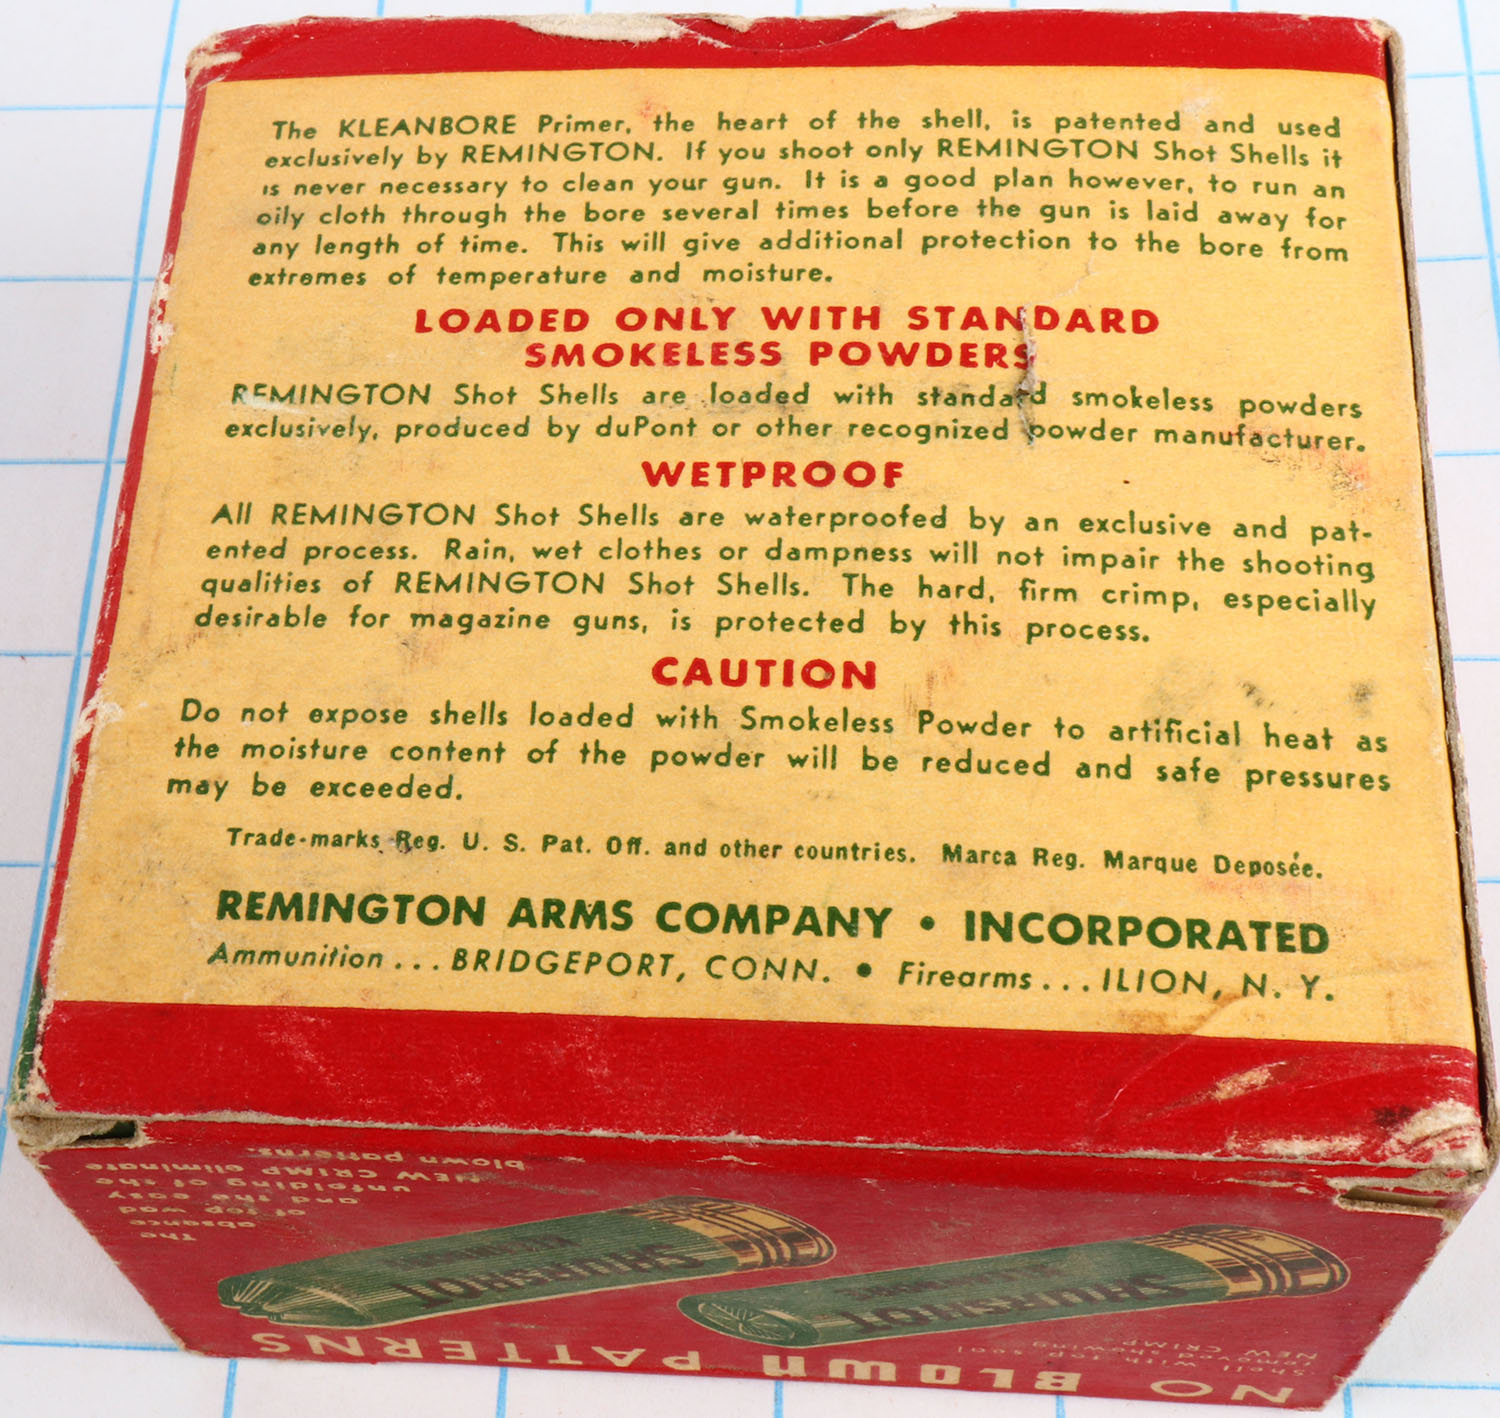 The KLEANBORE Primer, the heart of the shell, is patented and used
exclusively by REMINGTON. If you shoot only REMINGTON Shot Shells it
is never necessary to clean your gun. It is a good plan however, to run an
oily cloth through the bore several times before the gun is laid away for
any length of time. This will give additional protection to the bore from
extremes of temperature and moisture.
LOADED ONLY WITH STANDARD
SMOKELESS POWDERS
REMINGTON Shot Shells are loaded with standard smokeless powders
exclusively, produced by duPont or other recognized powder manufacturer.
WETPROOF
All REMINGTON Shot Shells are waterproofed by an exclusive and pat-
ented process. Rain, wet clothes or dampness will not impair the shooting
qualities of REMINGTON Shot Shells. The hard, firm crimp, especially
desirable for magazine guns, is protected by this process.
CAUTION
Do not expose shells loaded with Smokeless Powder to artificial heat as
the moisture content of the powder will be reduced and safe pressures
may be exceeded.
Trade-marks Reg. U. S. Pat. Off. and other countries. Marca Reg. Marque Deposée.
REMINGTON ARMS COMPANY • INCORPORATED
Ammunition ... BRIDGEPORT, CONN. • Firearms ... ILION, N. Y.
NO BLOWN PATTERNS
Shell with top seal
removed showing
NEW CRIMP
SHURSHOT
SHURSHOT
The
absence
of top wad
and the easy
unfolding of the
NEW CRIMP eliminate
blown patterns.